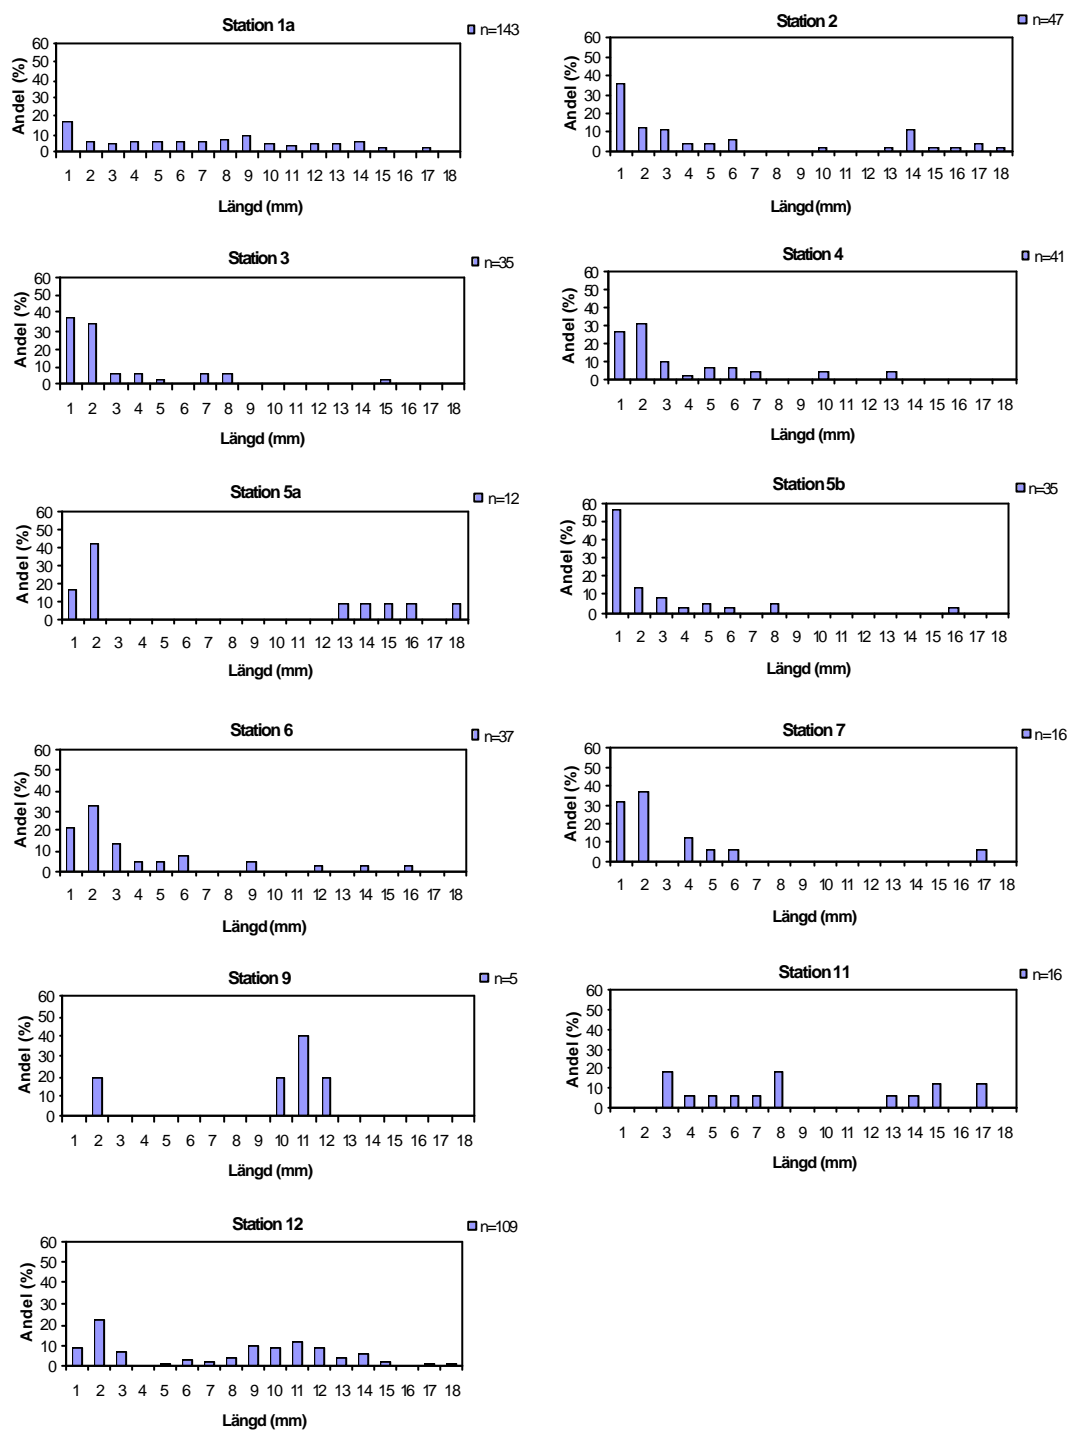 Station 1a
n=143
Andel (%)
60
50
40
30
20
10
0
1 2 3 4 5 6 7 8 9 10 11 12 13 14 15 16 17 18
Längd (mm)
Station 2
n=47
Andel (%)
60
50
40
30
20
10
0
1 2 3 4 5 6 7 8 9 10 11 12 13 14 15 16 17 18
Längd (mm)
Station 3
n=35
Andel (%)
60
50
40
30
20
10
0
1 2 3 4 5 6 7 8 9 10 11 12 13 14 15 16 17 18
Längd (mm)
Station 4
n=41
Andel (%)
60
50
40
30
20
10
0
1 2 3 4 5 6 7 8 9 10 11 12 13 14 15 16 17 18
Längd (mm)
Station 5a
n=12
Andel (%)
60
50
40
30
20
10
0
1 2 3 4 5 6 7 8 9 10 11 12 13 14 15 16 17 18
Längd (mm)
Station 5b
n=35
Andel (%)
60
50
40
30
20
10
0
1 2 3 4 5 6 7 8 9 10 11 12 13 14 15 16 17 18
Längd (mm)
Station 6
n=37
Andel (%)
60
50
40
30
20
10
0
1 2 3 4 5 6 7 8 9 10 11 12 13 14 15 16 17 18
Längd (mm)
Station 7
n=16
Andel (%)
60
50
40
30
20
10
0
1 2 3 4 5 6 7 8 9 10 11 12 13 14 15 16 17 18
Längd (mm)
Station 9
n=5
Andel (%)
60
50
40
30
20
10
0
1 2 3 4 5 6 7 8 9 10 11 12 13 14 15 16 17 18
Längd (mm)
Station 11
n=16
Andel (%)
60
50
40
30
20
10
0
1 2 3 4 5 6 7 8 9 10 11 12 13 14 15 16 17 18
Längd (mm)
Station 12
n=109
Andel (%)
60
50
40
30
20
10
0
1 2 3 4 5 6 7 8 9 10 11 12 13 14 15 16 17 18
Längd (mm)